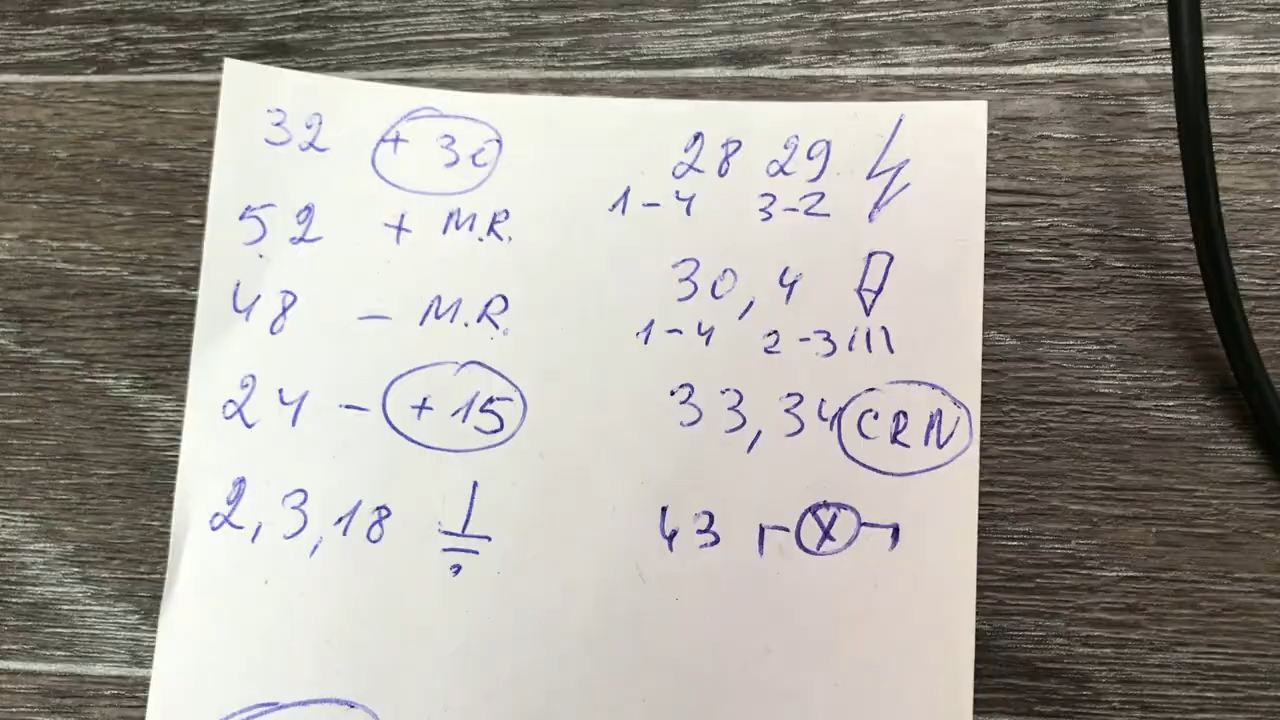 32 + 30
52 + M.R.
48 - M.R.
24 - +15
2,3,18
28 29
1-4 3-2
30,4
1-4 2-3
33,34 CRN
43